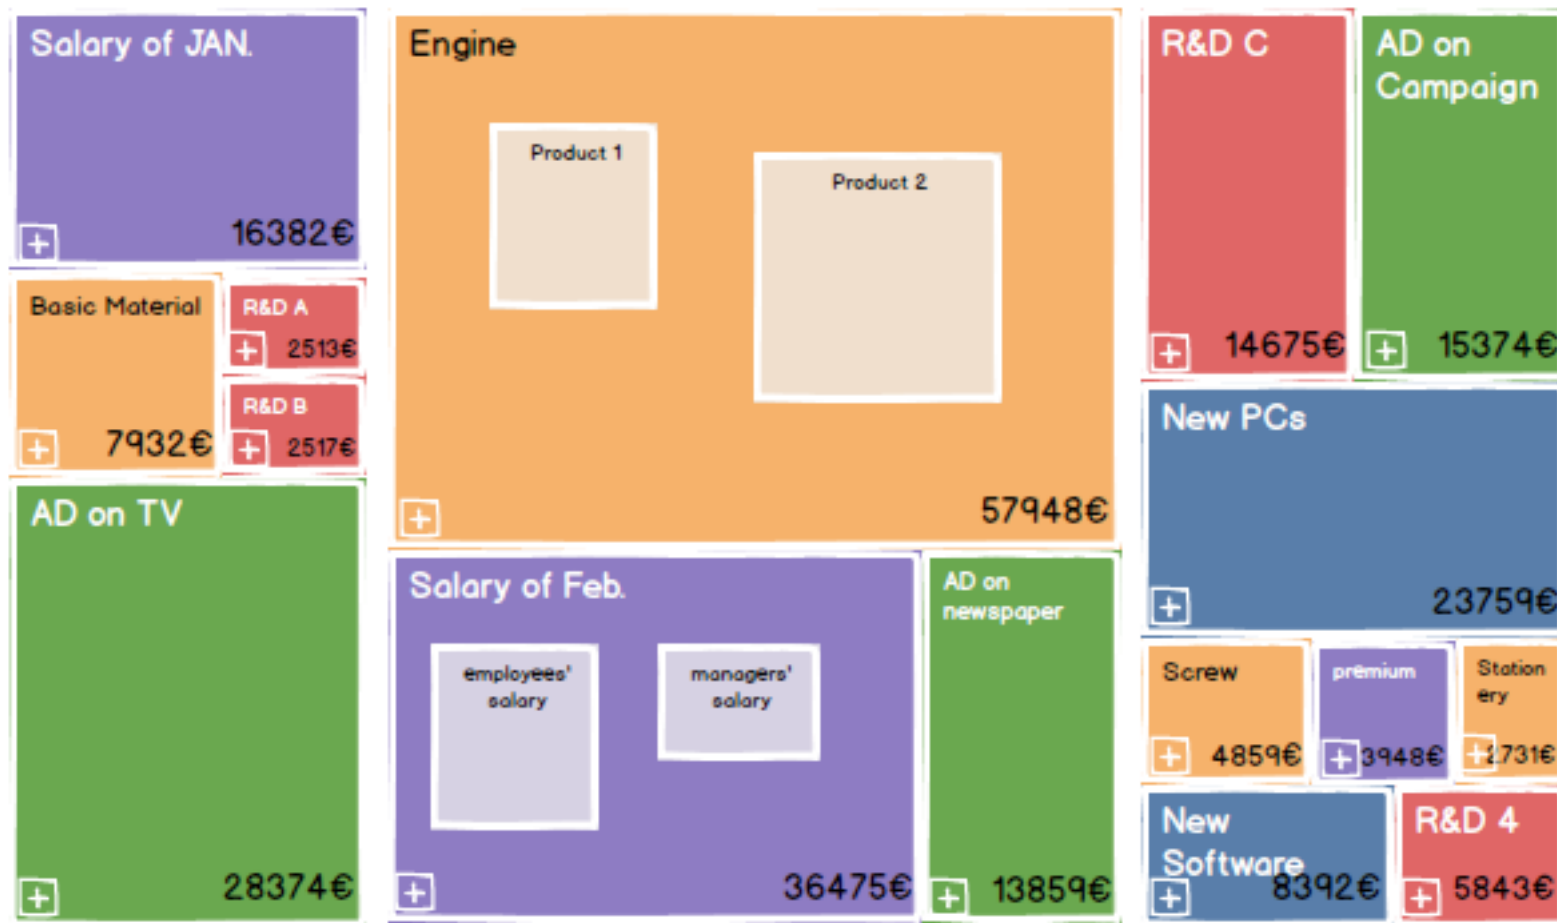 Salary of JAN.
16382€
Basic Material
7932€
R&D A
2513€
R&D B
2517€
AD on TV
28374€
Engine
Product 1
Product 2
57948€
Salary of Feb.
employees'
salary
managers'
salary
36475€
AD on
newspaper
13859€
R&D C
14675€
AD on
Campaign
15374€
New PCs
23759€
Screw
4859€
premium
3948€
Station
ery
2731€
New
Software
8392€
R&D 4
5843€